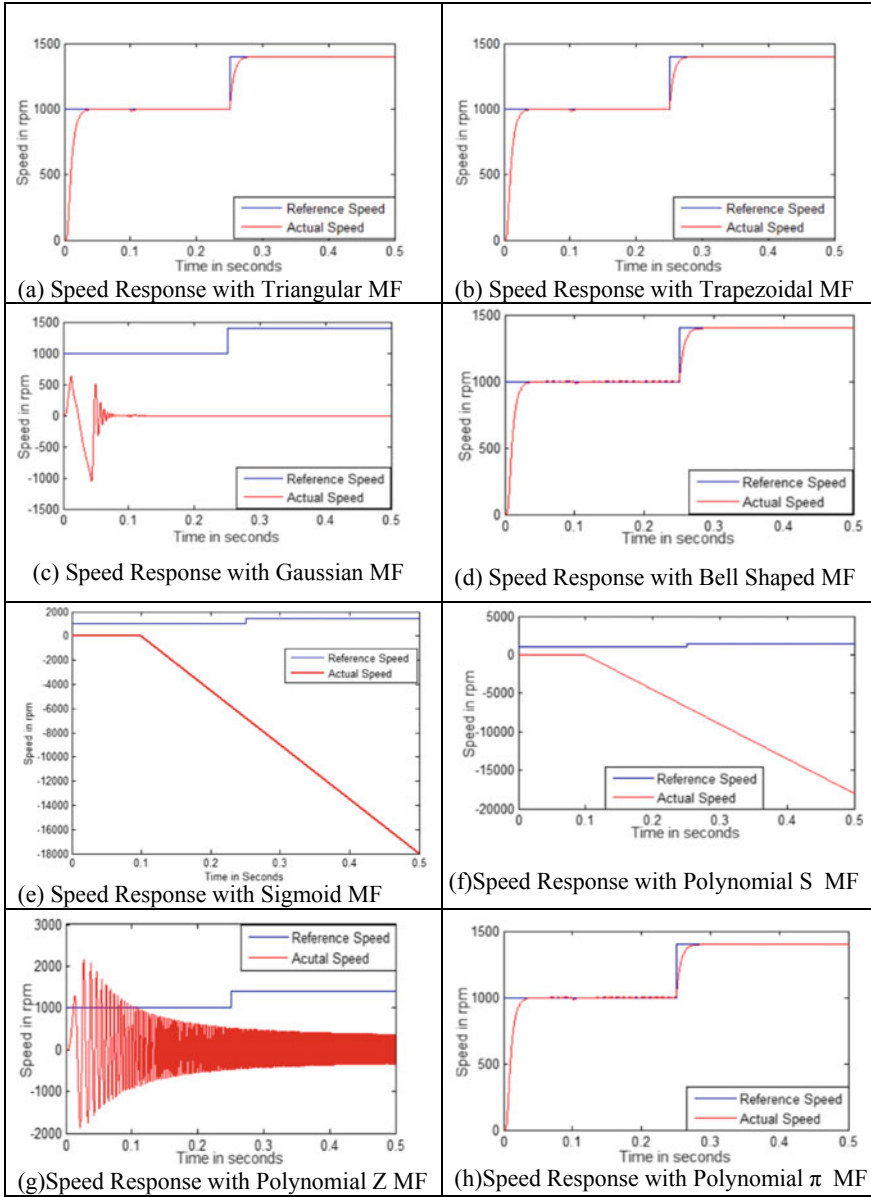 1500
1000
500
0
Speed in rpm
Reference Speed
Actual Speed
0 0.1 0.2 0.3 0.4 0.5
Time in seconds
(a) Speed Response with Triangular MF
1500
1000
500
0
Speed in rpm
Reference Speed
Actual Speed
0 0.1 0.2 0.3 0.4 0.5
Time in seconds
(b) Speed Response with Trapezoidal MF
1500
1000
500
0
-500
-1000
-1500
Speed in rpm
Reference Speed
Actual Speed
0 0.1 0.2 0.3 0.4 0.5
Time in seconds
(c) Speed Response with Gaussian MF
1500
1000
500
0
Speed in rpm
Reference Speed
Actual Speed
0 0.1 0.2 0.3 0.4 0.5
Time in seconds
(d) Speed Response with Bell Shaped MF
2000
0
-2000
-4000
-6000
-8000
-10000
-12000
-14000
-16000
-18000
Speed in rpm
Reference Speed
Actual Speed
0 0.1 0.2 0.3 0.4 0.5
Time in Seconds
(e) Speed Response with Sigmoid MF
5000
0
-5000
-10000
-15000
-20000
Speed in rpm
Reference Speed
Actual Speed
0 0.1 0.2 0.3 0.4 0.5
Time in seconds
(f)Speed Response with Polynomial S MF
3000
2000
1000
0
-1000
-2000
Speed in rpm
Reference Speed
Acutal Speed
0 0.1 0.2 0.3 0.4 0.5
Time in seconds
(g)Speed Response with Polynomial Z MF
1500
1000
500
0
Speed in rpm
Reference Speed
Actual Speed
0 0.1 0.2 0.3 0.4 0.5
Time in seconds
(h)Speed Response with Polynomial π MF